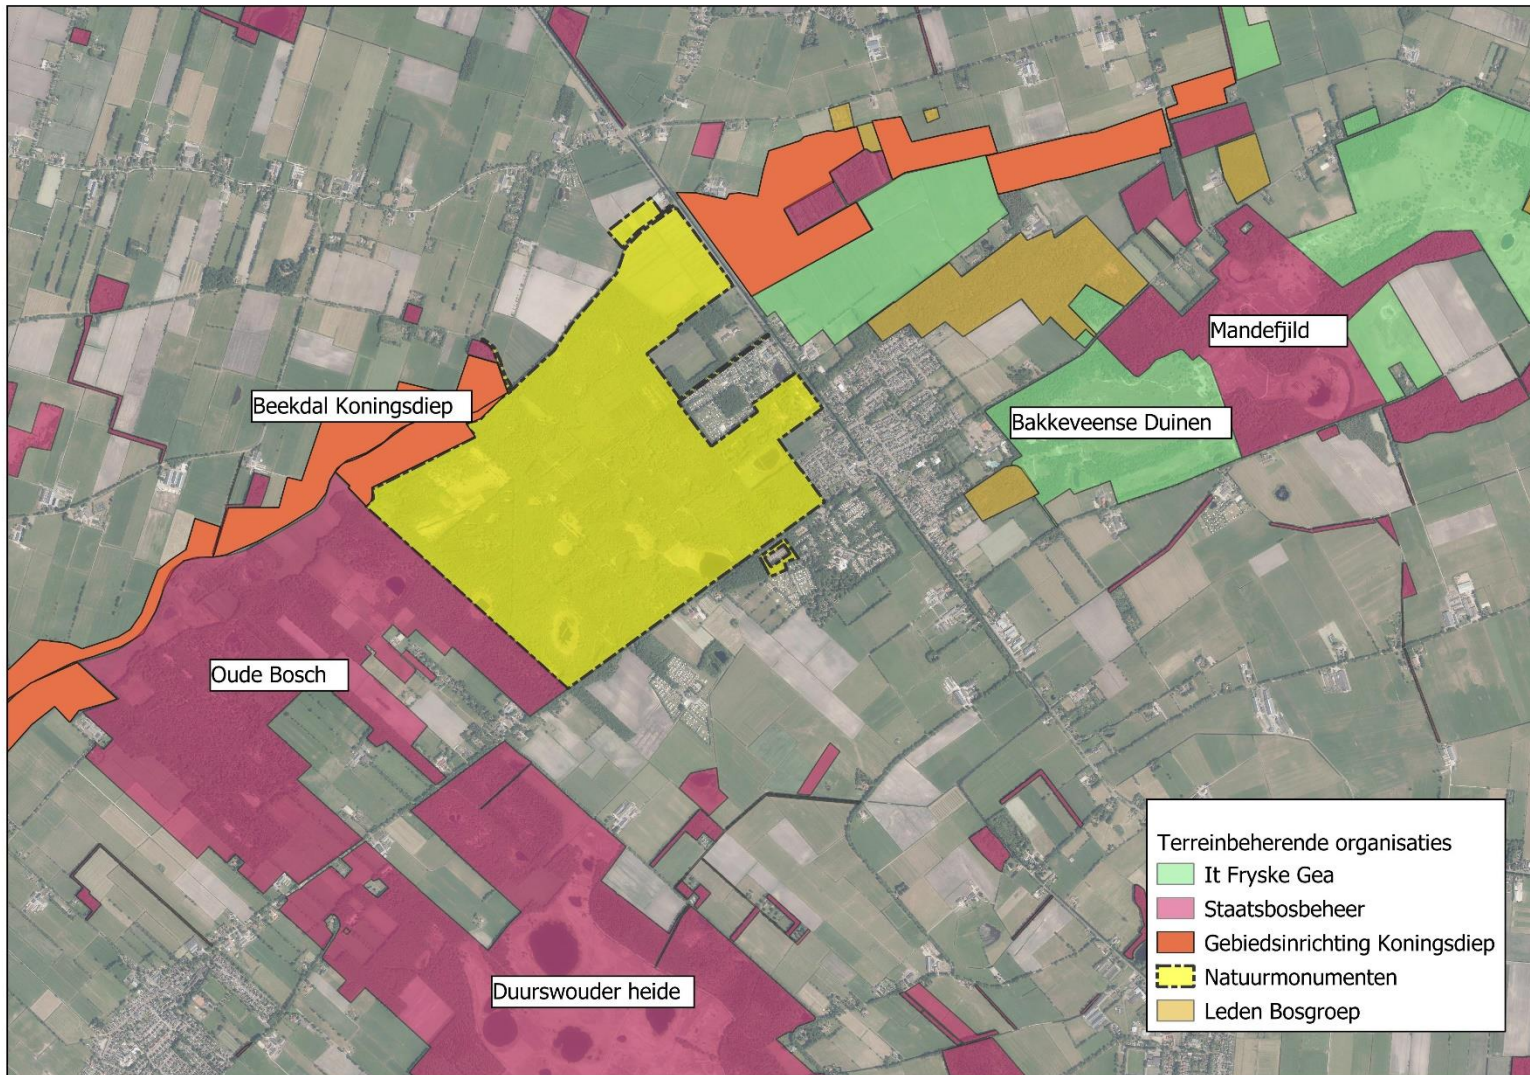 Mandefjild
Beekdal Koningsdiep
Bakkeveense Duinen
Oude Bosch
Duurswouder heide
Terreinbeherende organisaties
It Fryske Gea
Staatsbosbeheer
Gebiedsinrichting Koningsdiep
Natuurmonumenten
Leden Bosgroep